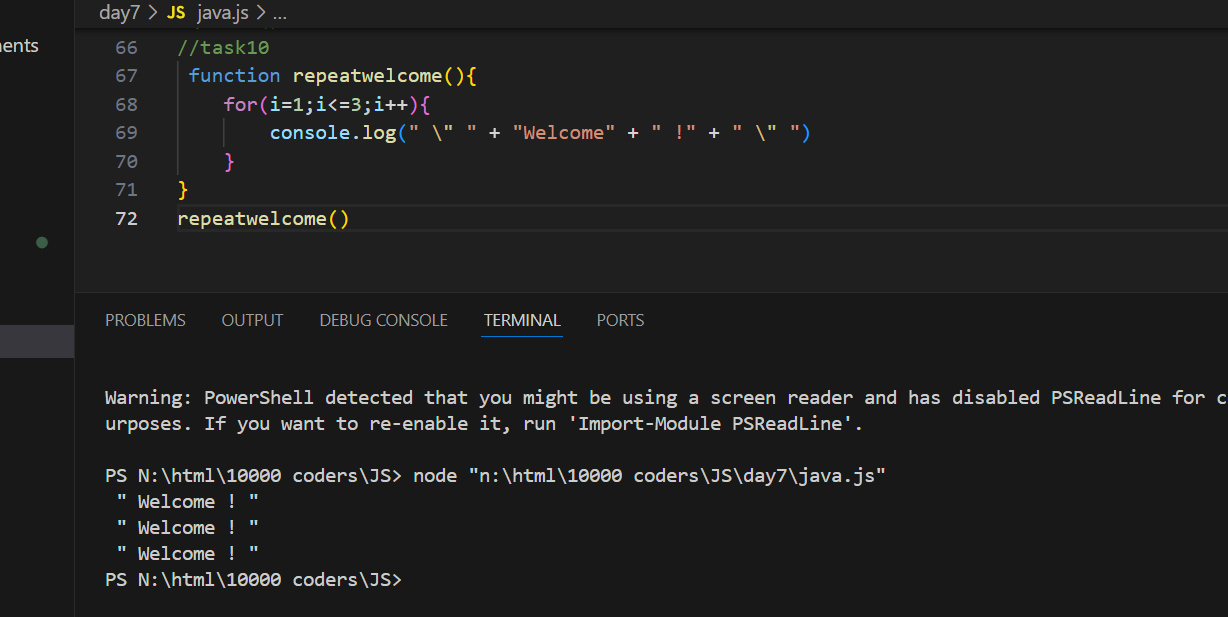 day7 > JS java.js > ...
ents
66 //task10
67 function repeatwelcome(){
68 for(i=1;i<=3;i++){
69 console.log(" \" " + "Welcome" + " !" + " \" ")
70 }
71 }
72 repeatwelcome()
PROBLEMS OUTPUT DEBUG CONSOLE TERMINAL PORTS
Warning: PowerShell detected that you might be using a screen reader and has disabled PSReadLine for c
urposes. If you want to re-enable it, run 'Import-Module PSReadLine'.
PS N:\html\10000 coders\JS> node "n:\html\10000 coders\JS\day7\java.js"
" Welcome ! "
" Welcome ! "
" Welcome ! "
PS N:\html\10000 coders\JS>